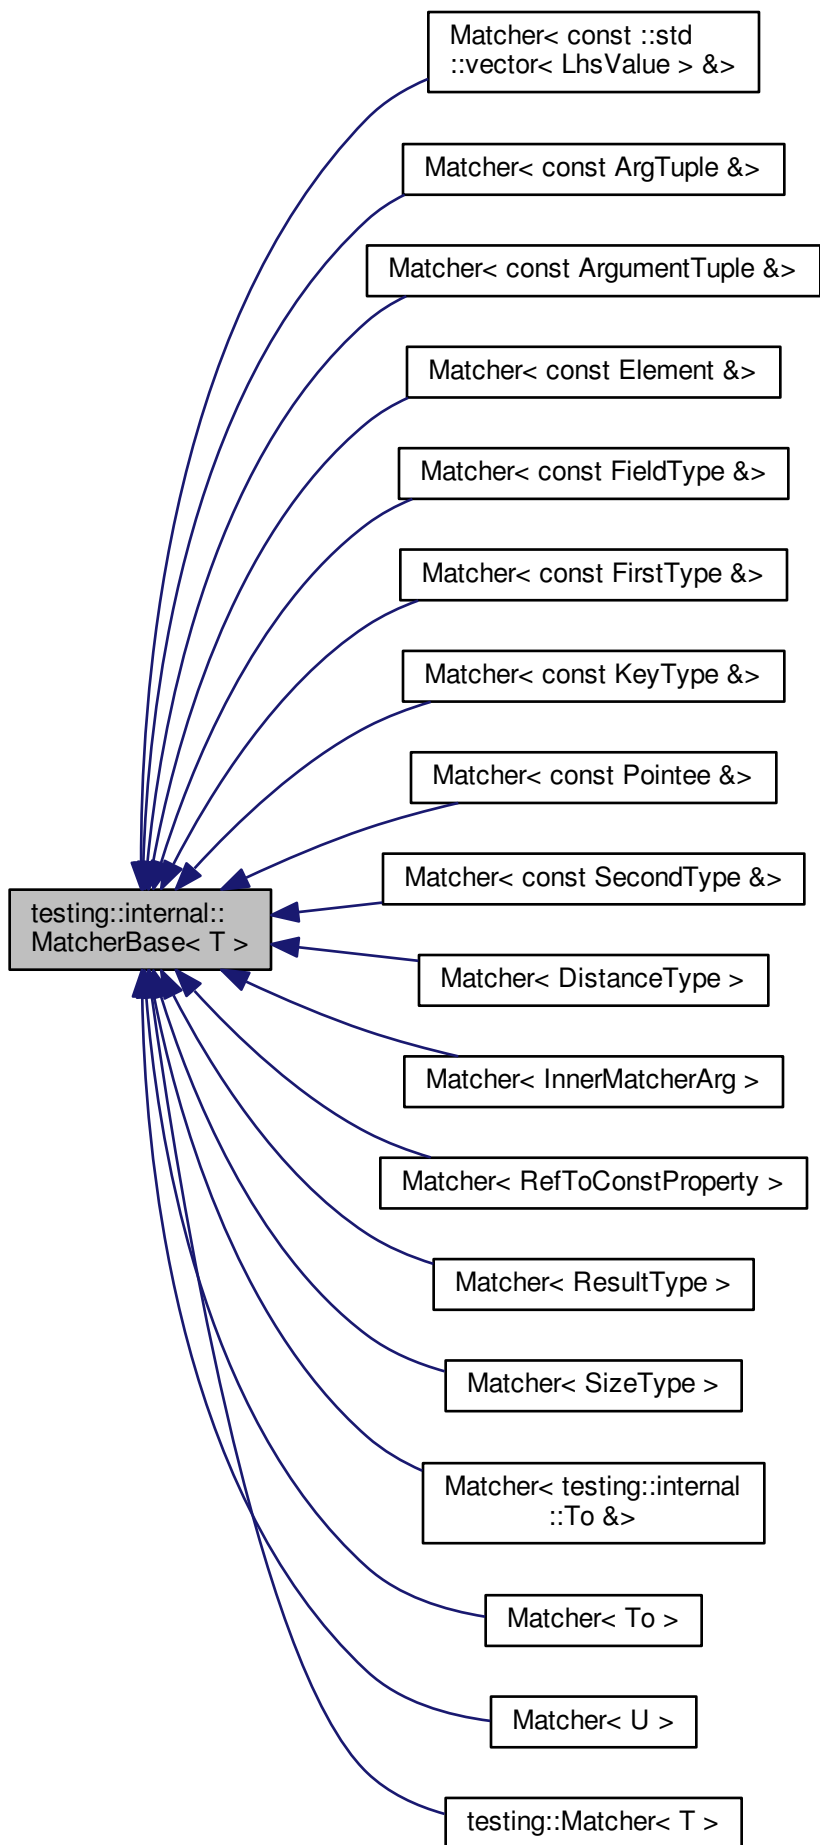 Matcher< const ::std
::vector< LhsValue > &>
Matcher< const ArgTuple &>
Matcher< const ArgumentTuple &>
Matcher< const Element &>
Matcher< const FieldType &>
Matcher< const FirstType &>
Matcher< const KeyType &>
Matcher< const Pointee &>
Matcher< const SecondType &>
testing::internal::
MatcherBase< T >
Matcher< DistanceType >
Matcher< InnerMatcherArg >
Matcher< RefToConstProperty >
Matcher< ResultType >
Matcher< SizeType >
Matcher< testing::internal
::To &>
Matcher< To >
Matcher< U >
testing::Matcher< T >